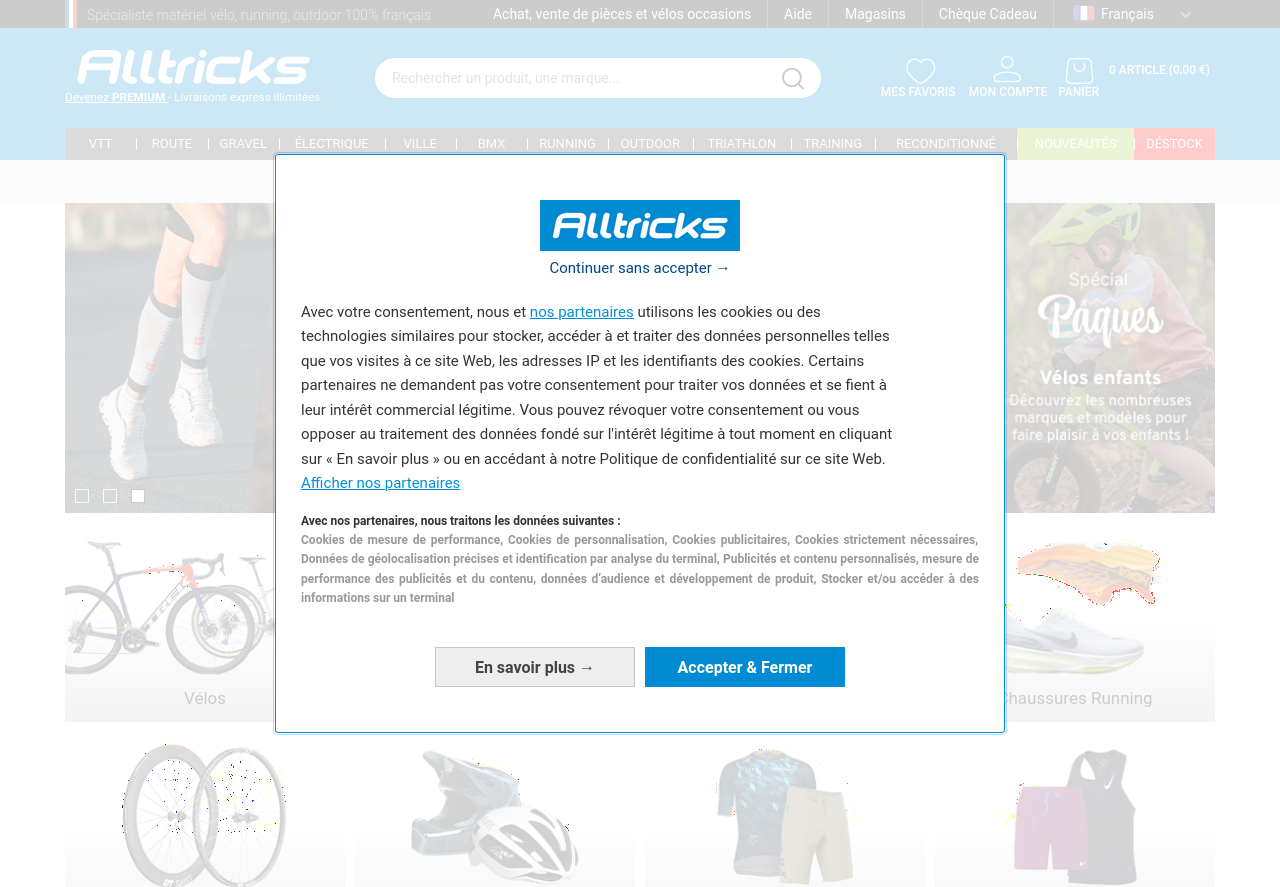 Spécialiste matériel vélo, running, outdoor 100% français
Achat, vente de pièces et vélos occasions
Aide
Magasins
Chèque Cadeau
Français
Alltricks
Devenez PREMIUM - Livraisons express illimitées
Rechercher un produit, une marque...
MES FAVORIS
MON COMPTE
PANIER
0 ARTICLE (0,00 €)
VTT
ROUTE
GRAVEL
ÉLECTRIQUE
VILLE
BMX
RUNNING
OUTDOOR
TRIATHLON
TRAINING
RECONDITIONNÉ
NOUVEAUTÉS
DÉSTOCK
Alltricks
Continuer sans accepter →
Avec votre consentement, nous et nos partenaires utilisons les cookies ou des
technologies similaires pour stocker, accéder à et traiter des données personnelles telles
que vos visites à ce site Web, les adresses IP et les identifiants des cookies. Certains
partenaires ne demandent pas votre consentement pour traiter vos données et se fient à
leur intérêt commercial légitime. Vous pouvez révoquer votre consentement ou vous
opposer au traitement des données fondé sur l'intérêt légitime à tout moment en cliquant
sur « En savoir plus » ou en accédant à notre Politique de confidentialité sur ce site Web.
Afficher nos partenaires
Avec nos partenaires, nous traitons les données suivantes :
Cookies de mesure de performance, Cookies de personnalisation, Cookies publicitaires, Cookies strictement nécessaires,
Données de géolocalisation précises et identification par analyse du terminal, Publicités et contenu personnalisés, mesure de
performance des publicités et du contenu, données d’audience et développement de produit, Stocker et/ou accéder à des
informations sur un terminal
En savoir plus →
Accepter & Fermer
Spécial
Pâques
Vélos enfants
Découvrez les nombreuses
marques et modèles pour
faire plaisir à vos enfants !
TREK
Vélos
Chaussures Running